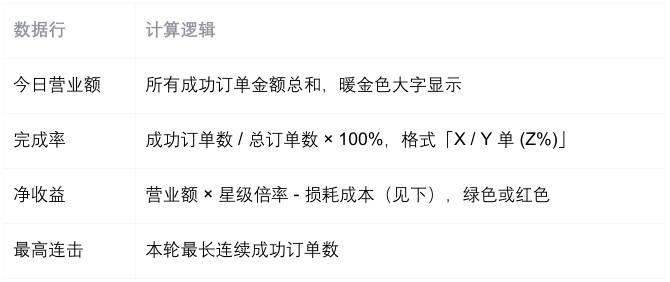 数据行 计算逻辑
今日营业额 所有成功订单金额总和，暖金色大字显示
完成率 成功订单数 / 总订单数 × 100%，格式「X / Y 单 (Z%)」
净收益 营业额 × 星级倍率 - 损耗成本（见下），绿色或红色
最高连击 本轮最长连续成功订单数